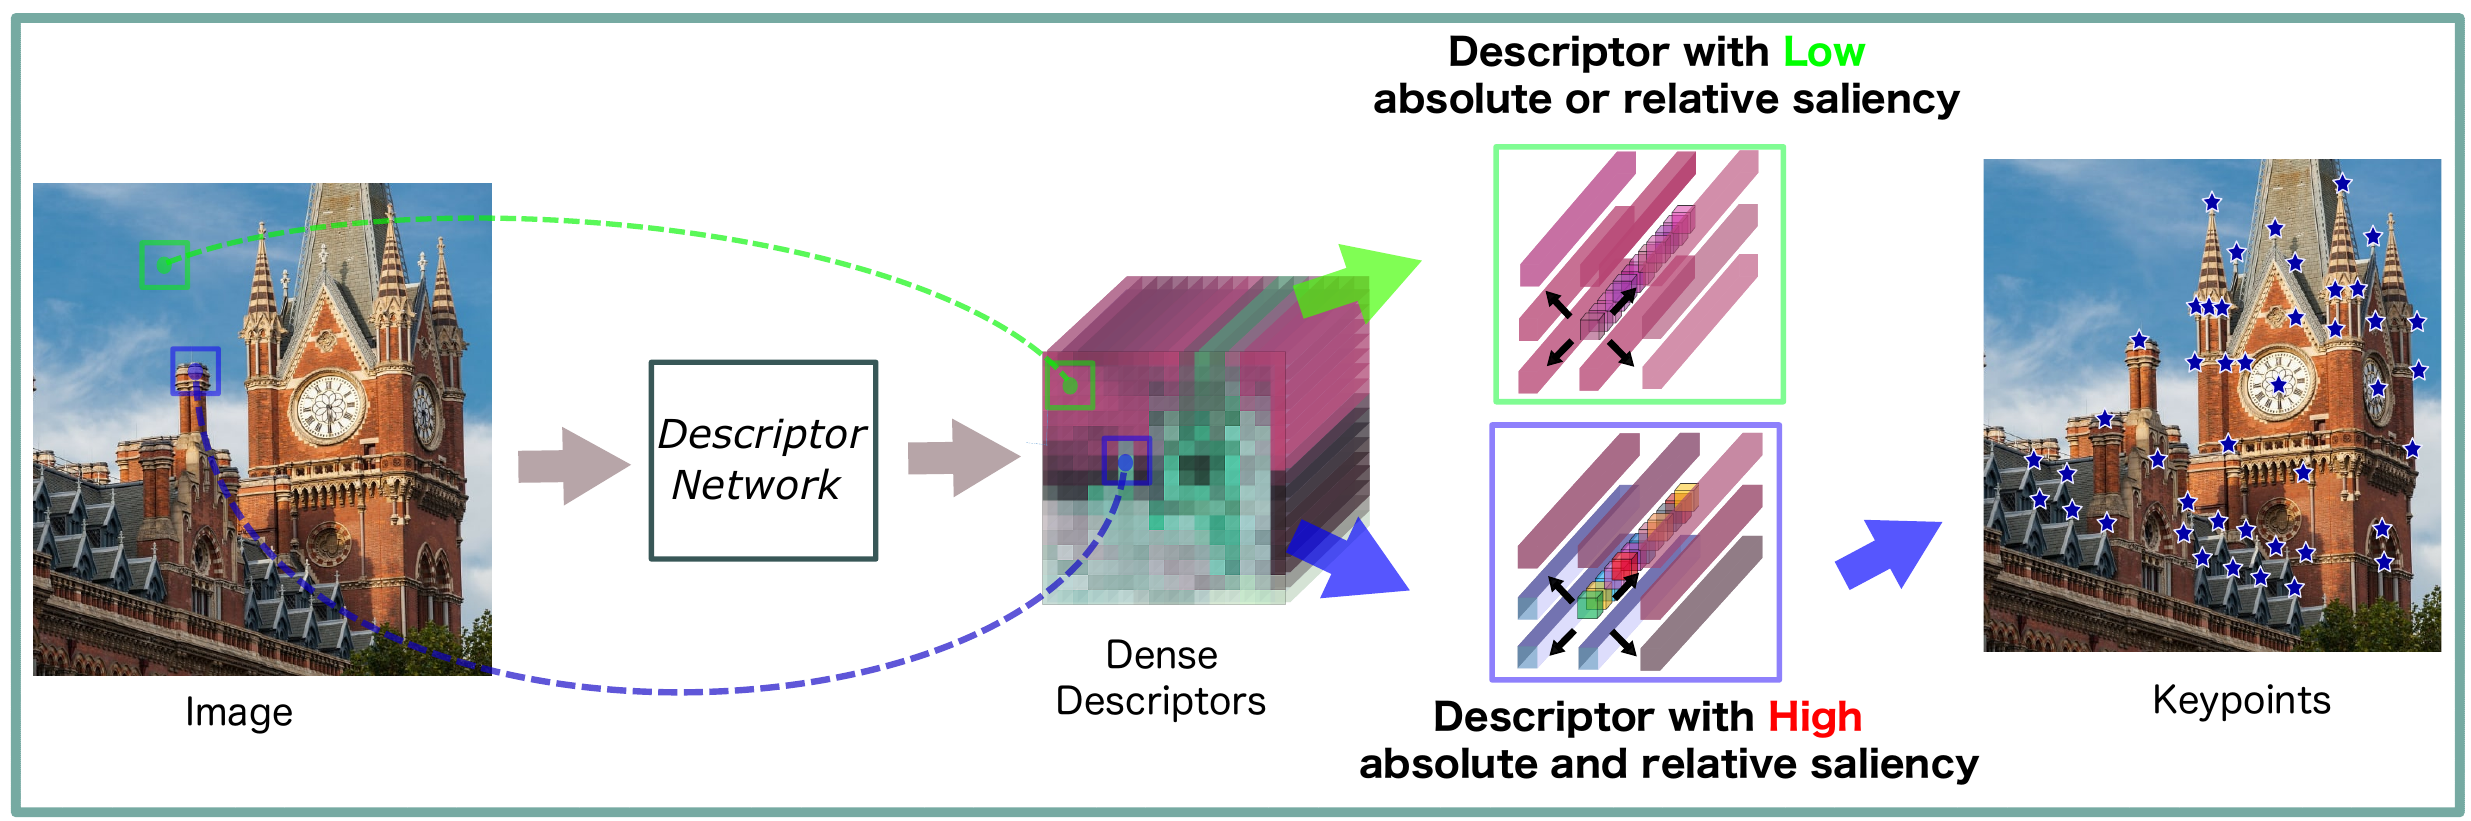 Descriptor with Low
absolute or relative saliency
Descriptor
Network
Image
Dense
Descriptors
Descriptor with High
absolute and relative saliency
Keypoints